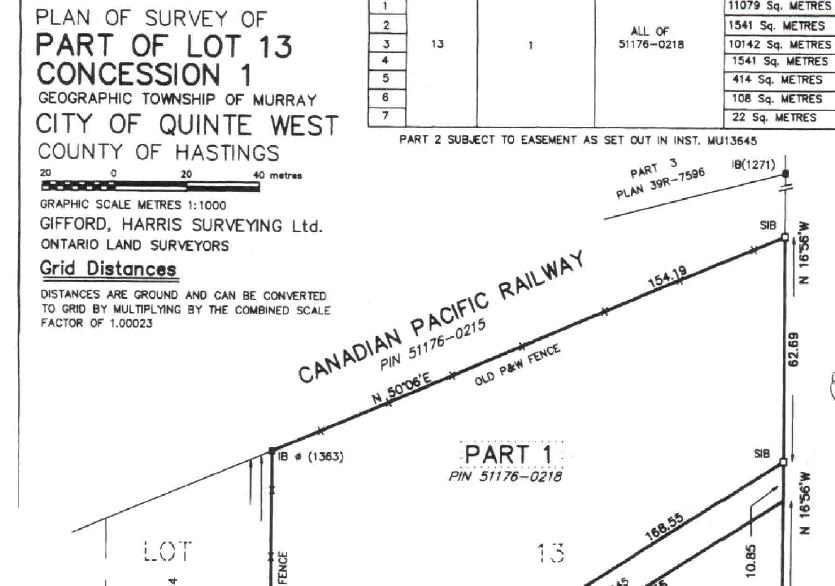 PLAN OF SURVEY OF
PART OF LOT 13
CONCESSION 1
GEOGRAPHIC TOWNSHIP OF MURRAY
CITY OF QUINTE WEST
COUNTY OF HASTINGS
20 0 20 40 metres
GRAPHIC SCALE METRES 1:1000
GIFFORD, HARRIS SURVEYING Ltd.
ONTARIO LAND SURVEYORS
Grid Distances
DISTANCES ARE GROUND AND CAN BE CONVERTED
TO GRID BY MULTIPLYING BY THE COMBINED SCALE
FACTOR OF 1.00023
1 11079 Sq. METRES
2 1541 Sq. METRES
3 13 1 ALL OF 51176-0218 10142 Sq. METRES
4 1541 Sq. METRES
5 414 Sq. METRES
6 108 Sq. METRES
7 22 Sq. METRES
PART 2 SUBJECT TO EASEMENT AS SET OUT IN INST. MU13645
PART 3
PLAN 39R-7596
IB(1271)
SIB
N 16°56'W
CANADIAN PACIFIC RAILWAY
PIN 51176-0215
154.19
62.69
N 50°06'E
OLD P&W FENCE
IB ø (1363)
PART 1
PIN 51176-0218
SIB
N 16°56'W
168.55
10.85
LOT
13
FENCE
4